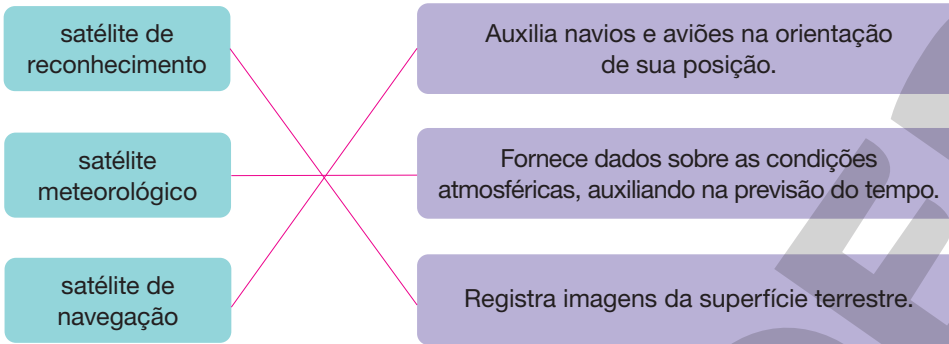 satélite de
reconhecimento
Auxilia navios e aviões na orientação
de sua posição.
satélite
meteorológico
Fornece dados sobre as condições
atmosféricas, auxiliando na previsão do tempo.
satélite de
navegação
Registra imagens da superfície terrestre.